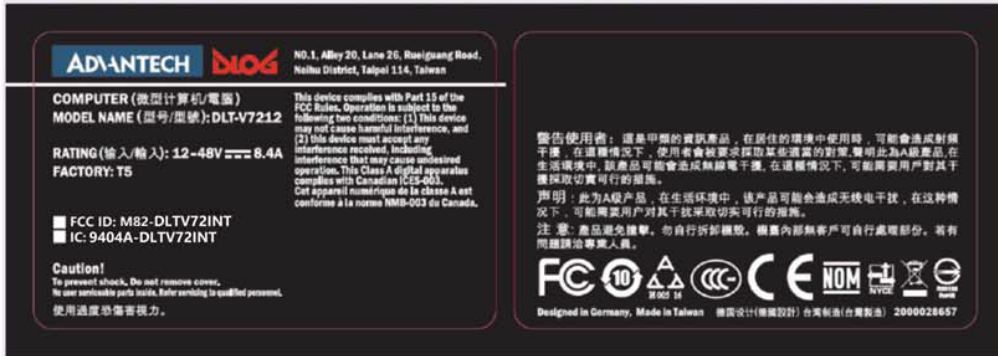 ADVANTECH DLOG
NO.1, Alley 20, Lane 26, Rueiguang Road,
Neihu District, Taipei 114, Taiwan
COMPUTER (微型计算机/電腦)
MODEL NAME (型号/型號): DLT-V7212
RATING (输入/輸入): 12-48V 8.4A
FACTORY: T5
This device complies with Part 15 of the
FCC Rules. Operation is subject to the
following two conditions: (1) This device
may not cause harmful interference, and
(2) this device must accept any
interference received, including
interference that may cause undesired
operation. This Class A digital apparatus
complies with Canadian ICES-003.
Cet appareil numérique de la classe A est
conforme à la norme NMB-003 du Canada.
FCC ID: M82-DLTV72INT
IC: 9404A-DLTV72INT
Caution!
To prevent shock. Do not remove cover.
No user serviceable parts inside. Refer servicing to qualified personnel.
使用過度恐傷害視力。
警告使用者：這是甲類的資訊產品，在居住的環境中使用時，可能會造成射頻
干擾，在這種情況下，使用者會被要求採取某些適當的對策,聲明此為A級產品,在
生活環境中,該產品可能會造成無線電干擾,在這種情況下,可能需要用戶對其干
擾採取切實可行的措施。
声明：此为A级产品，在生活环境中，该产品可能会造成无线电干扰，在这种情
况下，可能需要用户对其干扰采取切实可行的措施。
注意：產品避免撞擊。勿自行拆卸機殼。機臺內部無客戶可自行處理部份。若有
問題請洽專業人員。
FC 10 CCC CE NOM NYCE
Designed in Germany, Made in Taiwan 德国设计(德國設計) 台湾制造(台灣製造) 2000028657